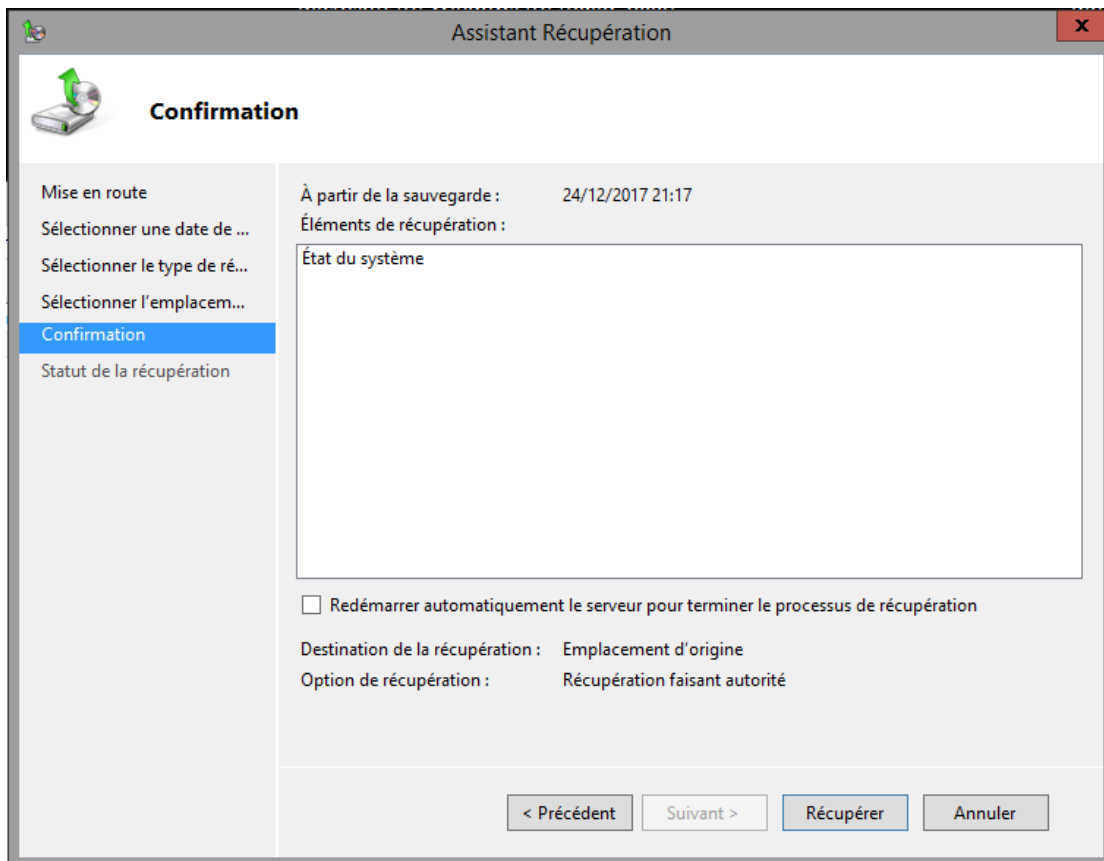 Assistant Récupération
x
Confirmation
Mise en route
Sélectionner une date de ...
Sélectionner le type de ré...
Sélectionner l'emplacem...
Confirmation
Statut de la récupération
À partir de la sauvegarde : 24/12/2017 21:17
Éléments de récupération :
État du système
Redémarrer automatiquement le serveur pour terminer le processus de récupération
Destination de la récupération : Emplacement d'origine
Option de récupération : Récupération faisant autorité
< Précédent Suivant > Récupérer Annuler